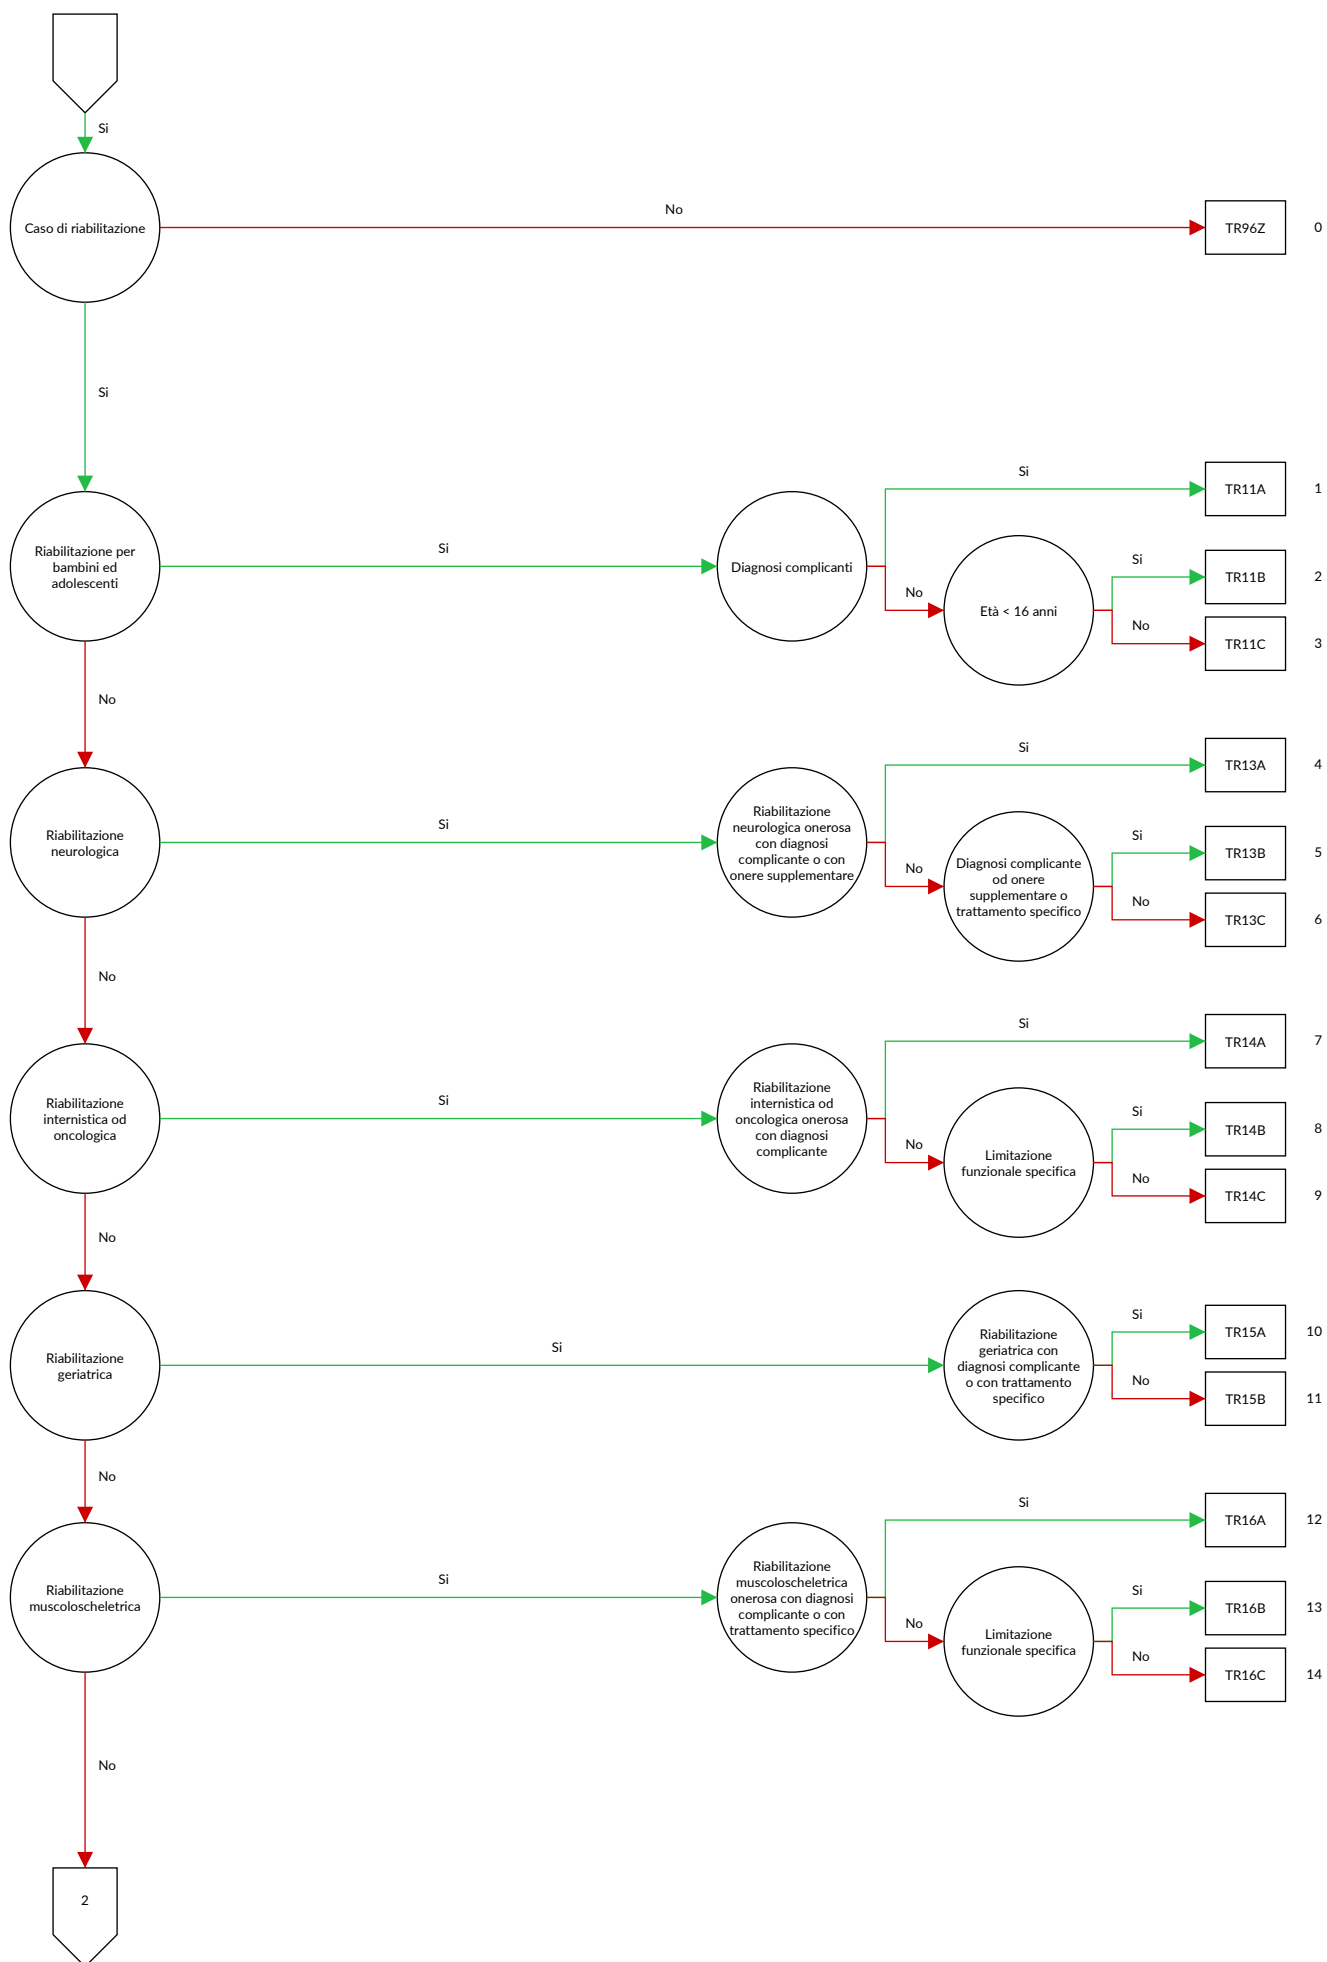 Si
Caso di riabilitazione
No
TR96Z
0
Si
Riabilitazione per
bambini ed
adolescenti
Si
Diagnosi complicanti
Si
TR11A
1
No
Età < 16 anni
Si
TR11B
2
No
TR11C
3
No
Riabilitazione
neurologica
Si
Riabilitazione
neurologica onerosa
con diagnosi
complicante o con
onere supplementare
Si
TR13A
4
No
Diagnosi complicante
od onere
supplementare o
trattamento specifico
Si
TR13B
5
No
TR13C
6
No
Riabilitazione
internistica od
oncologica
Si
Riabilitazione
internistica od
oncologica onerosa
con diagnosi
complicante
Si
TR14A
7
No
Limitazione
funzionale specifica
Si
TR14B
8
No
TR14C
9
No
Riabilitazione
geriatrica
Si
Riabilitazione
geriatrica con
diagnosi complicante
o con trattamento
specifico
Si
TR15A
10
No
TR15B
11
No
Riabilitazione
muscoloscheletrica
Si
Riabilitazione
muscoloscheletrica
onerosa con diagnosi
complicante o con
trattamento specifico
Si
TR16A
12
No
Limitazione
funzionale specifica
Si
TR16B
13
No
TR16C
14
No
2